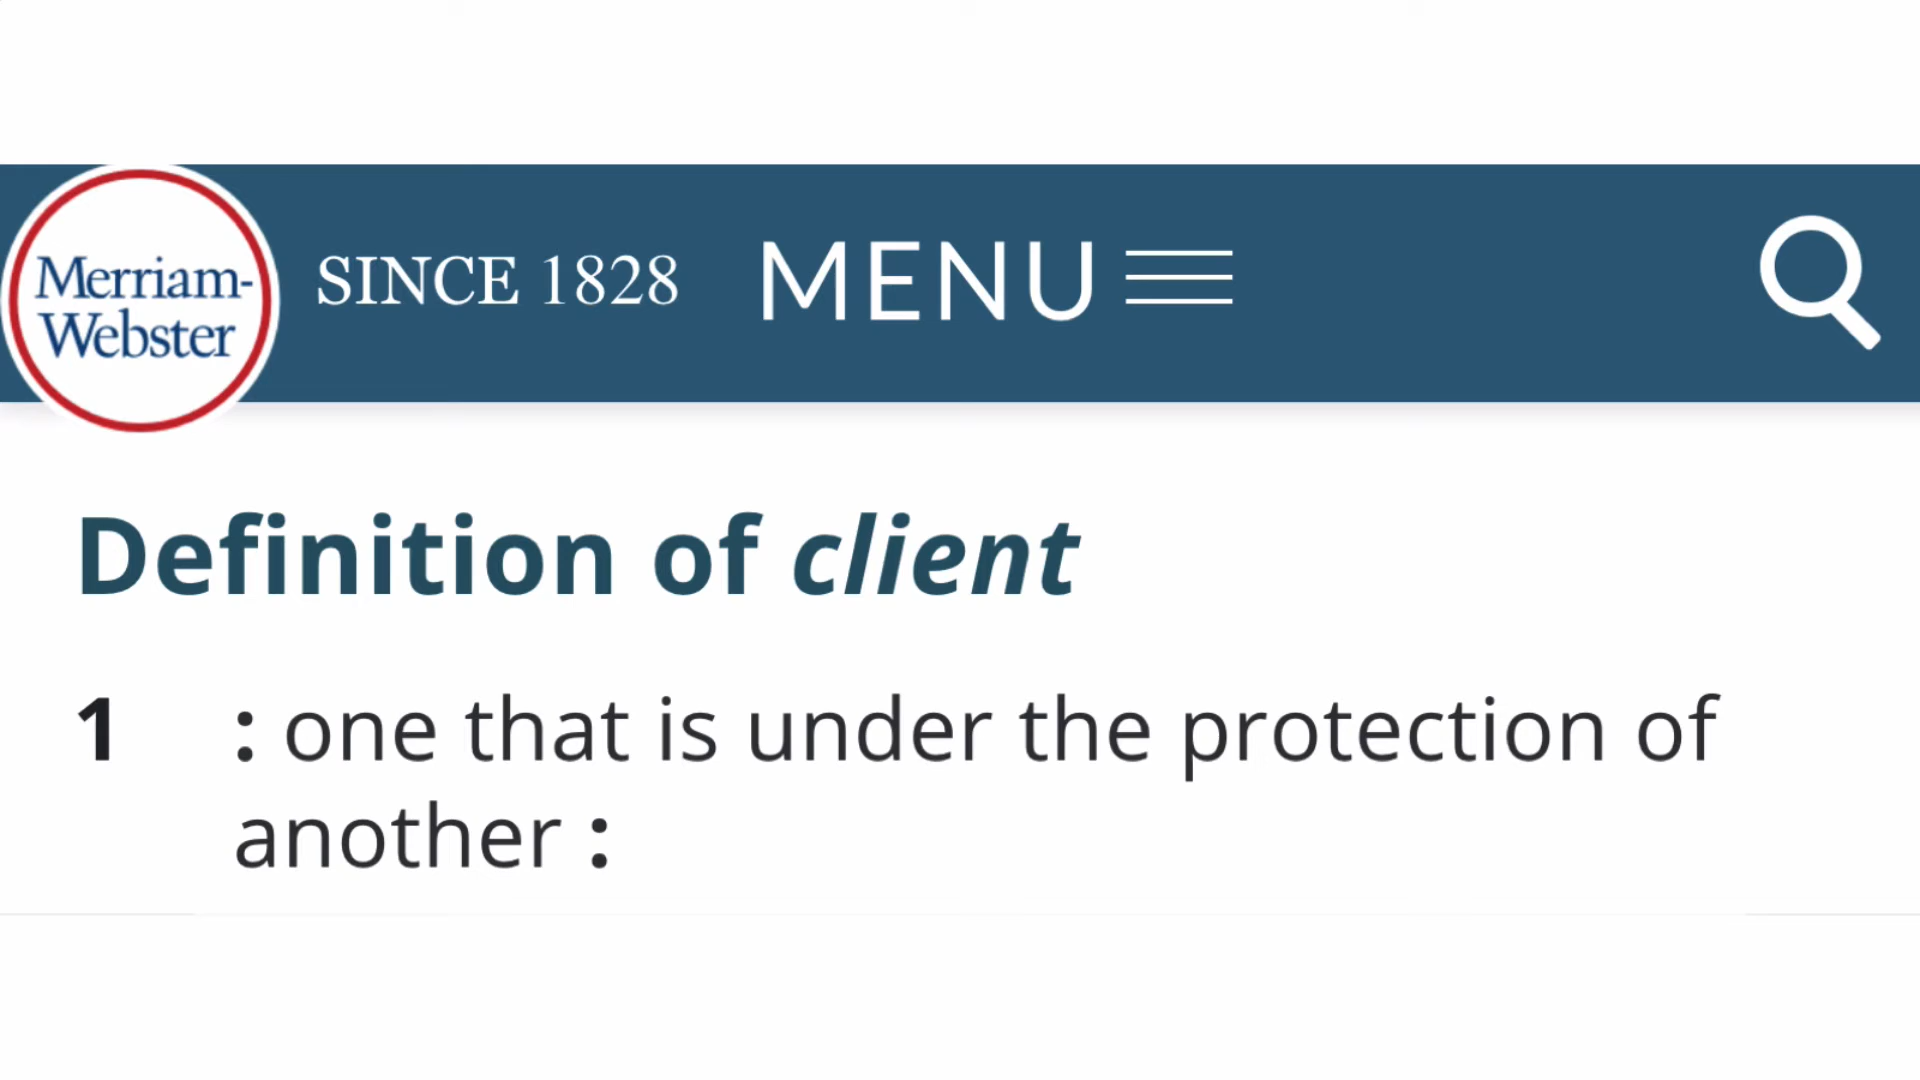 Merriam-
Webster
SINCE 1828
MENU
Definition of client
1 : one that is under the protection of
another :